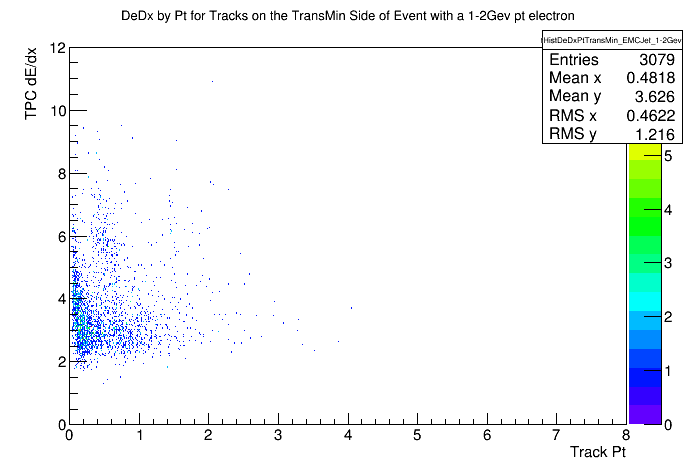 DeDx by Pt for Tracks on the TransMin Side of Event with a 1-2Gev pt electron
HistDeDxPtTransMin_EMCJet_1-2Gev
Entries 3079
Mean x 0.4818
Mean y 3.626
RMS x 0.4622
RMS y 1.216
TPC dE/dx
12
10
8
6
4
2
0
0 1 2 3 4 5 6 7 8
Track Pt
5
4
3
2
1
0